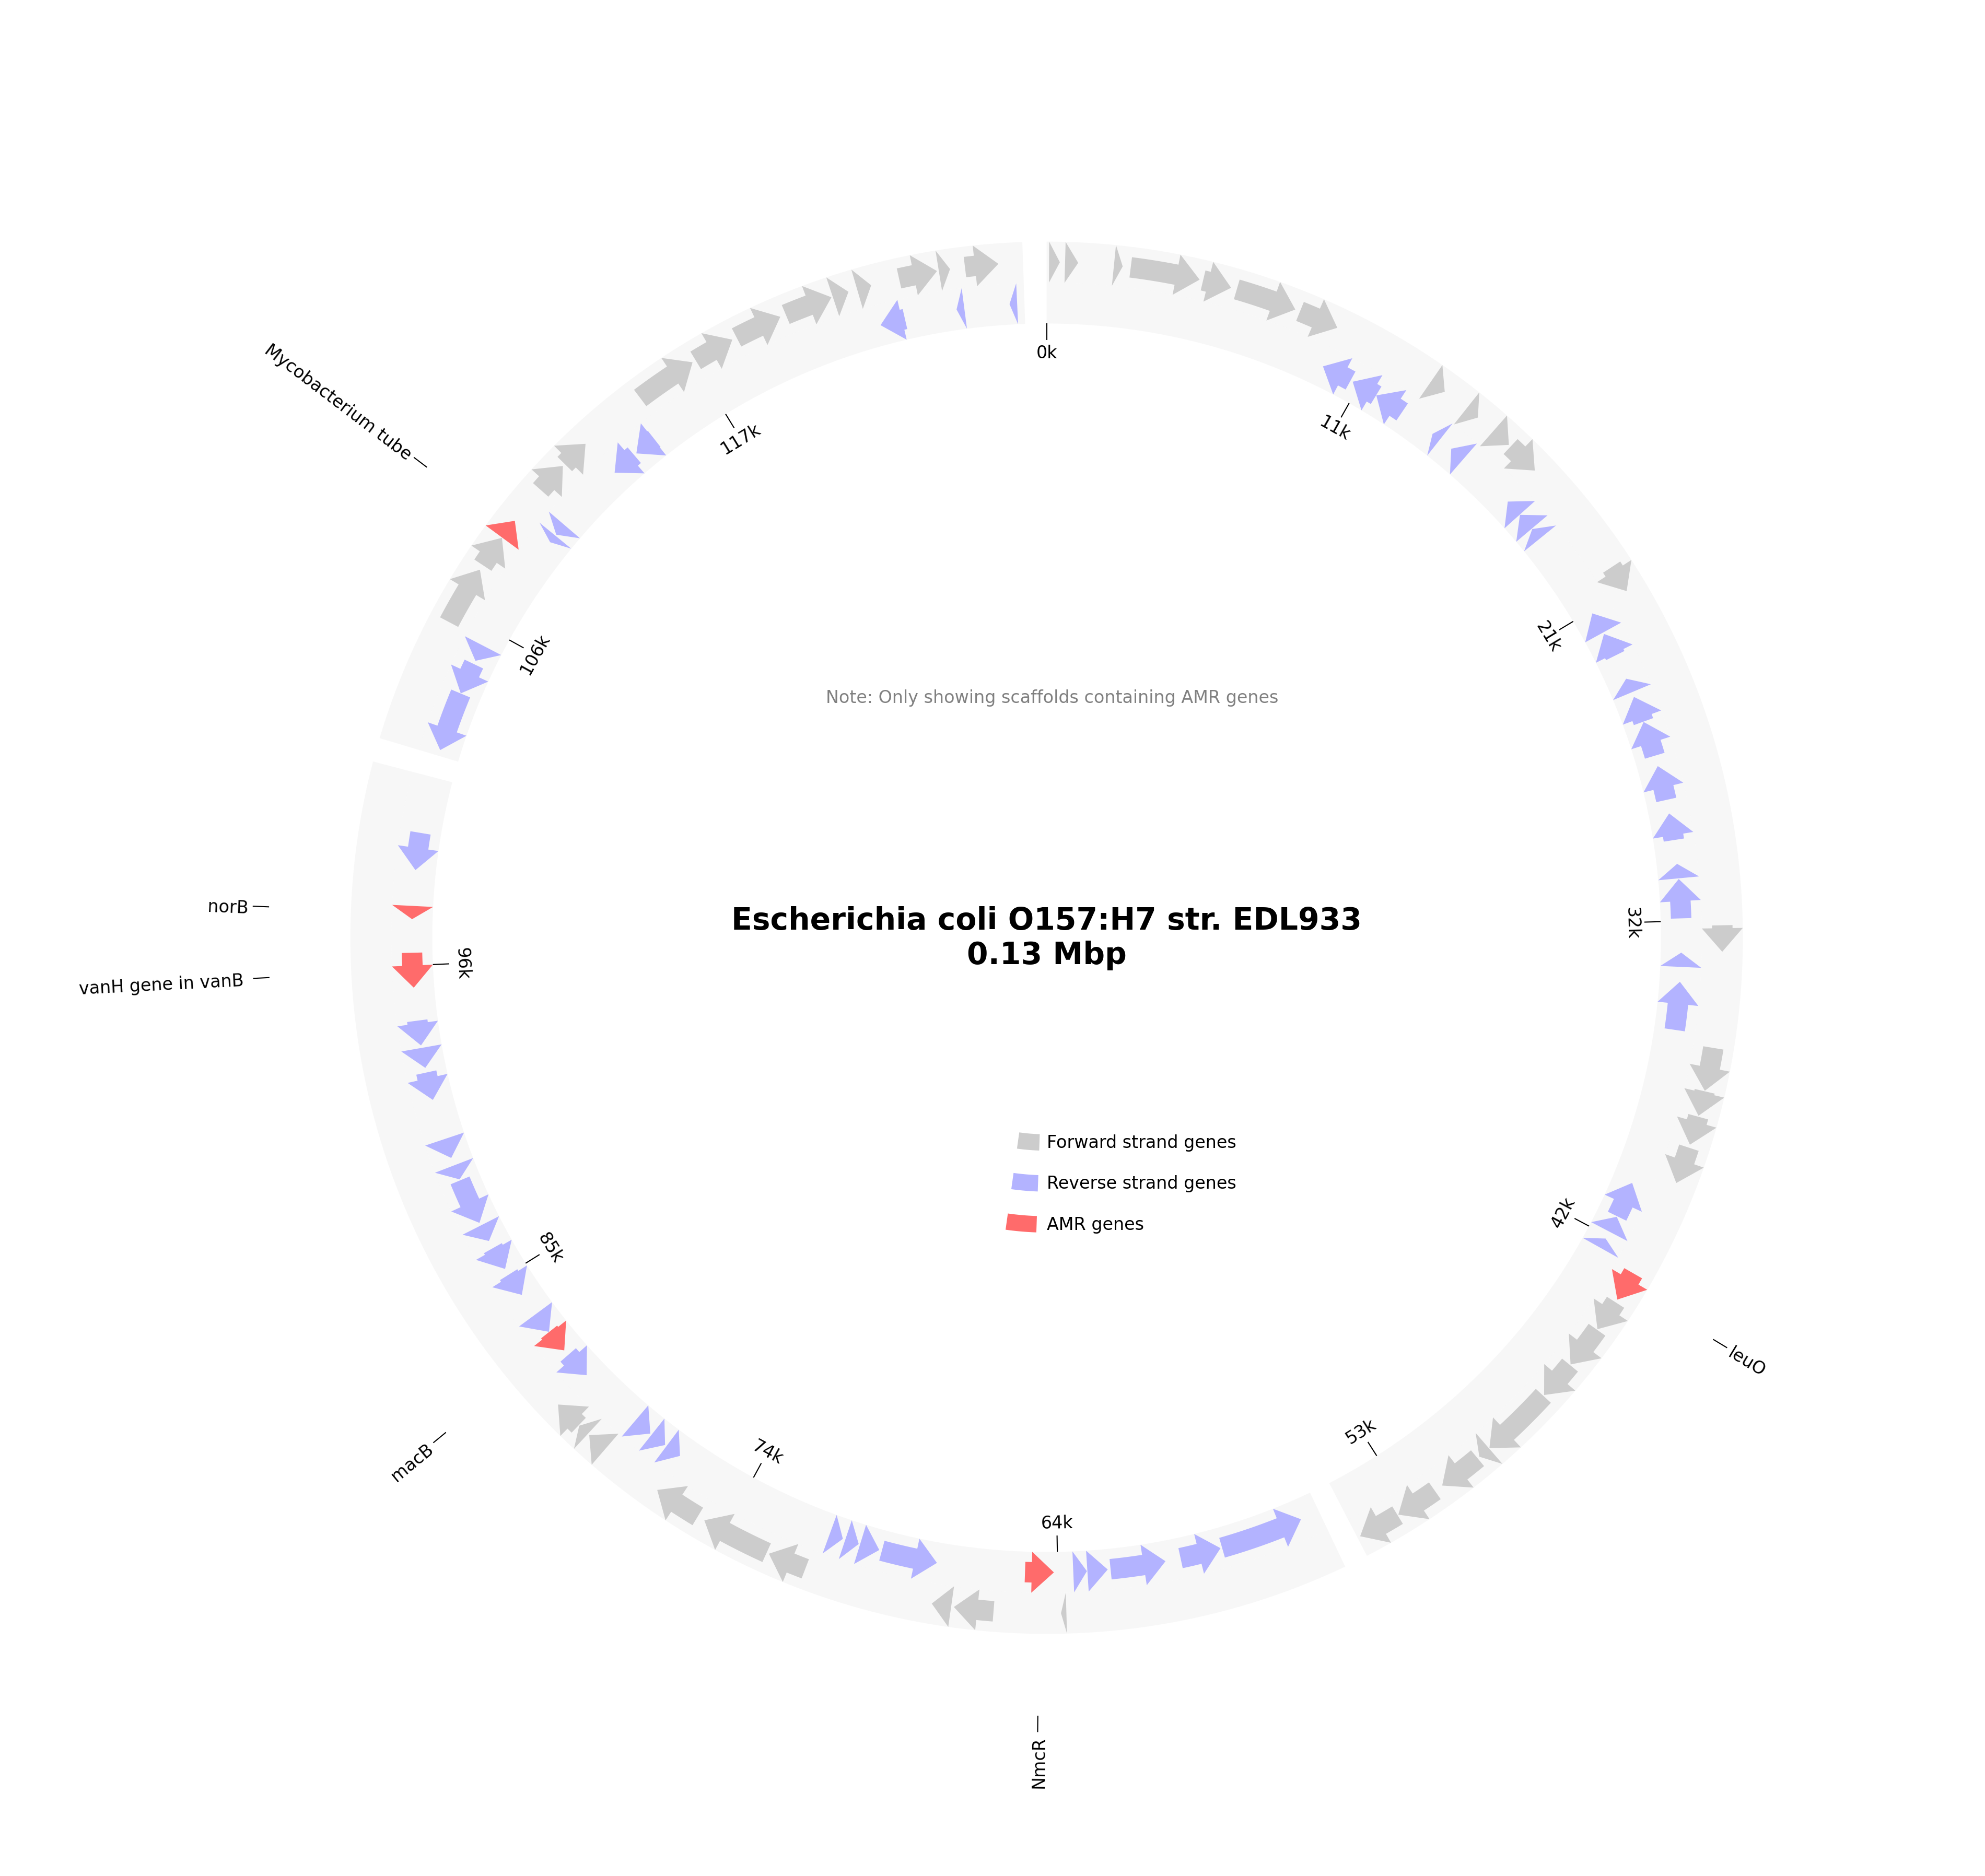 Mycobacterium tube
0k
11k
117k
21k
106k
Note: Only showing scaffolds containing AMR genes
norB
Escherichia coli O157:H7 str. EDL933
0.13 Mbp
32k
vanH gene in vanB
96k
Forward strand genes
Reverse strand genes
AMR genes
42k
85k
leuO
53k
macB
74k
64k
NmcR